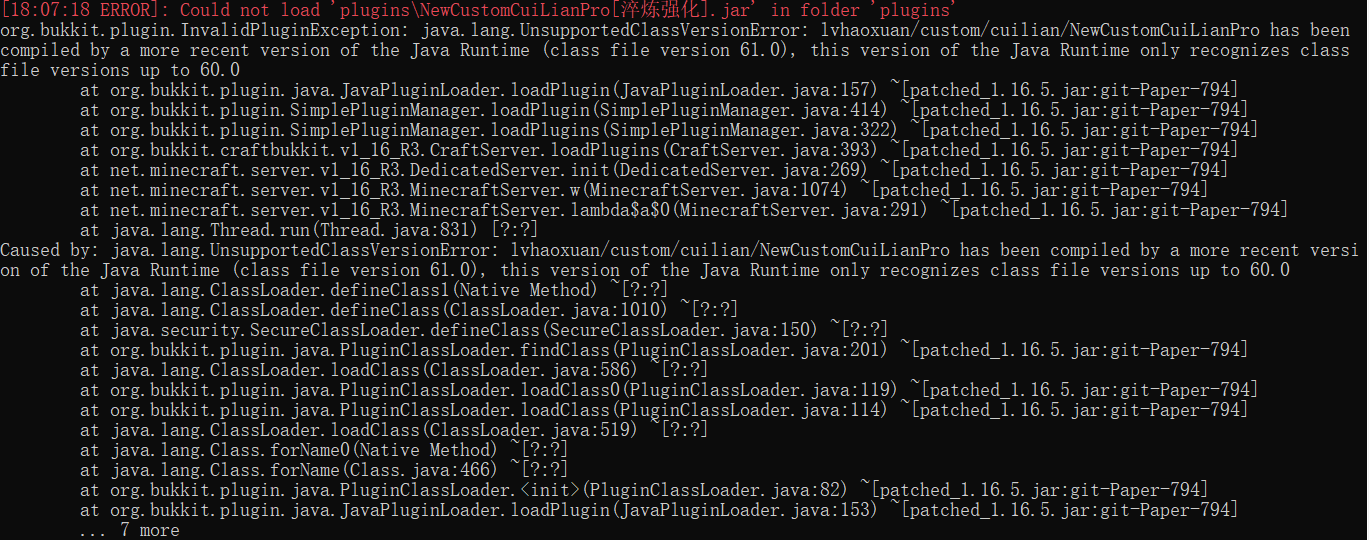 [18:07:18 ERROR]: Could not load 'plugins\NewCustomCuiLianPro[淬炼强化].jar' in folder 'plugins'
org.bukkit.plugin.InvalidPluginException: java.lang.UnsupportedClassVersionError: lvhaoxuan/custom/cuilian/NewCustomCuiLianPro has been
compiled by a more recent version of the Java Runtime (class file version 61.0), this version of the Java Runtime only recognizes class
file versions up to 60.0
at org.bukkit.plugin.java.JavaPluginLoader.loadPlugin(JavaPluginLoader.java:157) ~[patched_1.16.5.jar:git-Paper-794]
at org.bukkit.plugin.SimplePluginManager.loadPlugin(SimplePluginManager.java:414) ~[patched_1.16.5.jar:git-Paper-794]
at org.bukkit.plugin.SimplePluginManager.loadPlugins(SimplePluginManager.java:322) ~[patched_1.16.5.jar:git-Paper-794]
at org.bukkit.craftbukkit.v1_16_R3.CraftServer.loadPlugins(CraftServer.java:393) ~[patched_1.16.5.jar:git-Paper-794]
at net.minecraft.server.v1_16_R3.DedicatedServer.init(DedicatedServer.java:269) ~[patched_1.16.5.jar:git-Paper-794]
at net.minecraft.server.v1_16_R3.MinecraftServer.w(MinecraftServer.java:1074) ~[patched_1.16.5.jar:git-Paper-794]
at net.minecraft.server.v1_16_R3.MinecraftServer.lambda$a$0(MinecraftServer.java:291) ~[patched_1.16.5.jar:git-Paper-794]
at java.lang.Thread.run(Thread.java:831) [?:?]
Caused by: java.lang.UnsupportedClassVersionError: lvhaoxuan/custom/cuilian/NewCustomCuiLianPro has been compiled by a more recent versi
on of the Java Runtime (class file version 61.0), this version of the Java Runtime only recognizes class file versions up to 60.0
at java.lang.ClassLoader.defineClass1(Native Method) ~[?:?]
at java.lang.ClassLoader.defineClass(ClassLoader.java:1010) ~[?:?]
at java.security.SecureClassLoader.defineClass(SecureClassLoader.java:150) ~[?:?]
at org.bukkit.plugin.java.PluginClassLoader.findClass(PluginClassLoader.java:201) ~[patched_1.16.5.jar:git-Paper-794]
at java.lang.ClassLoader.loadClass(ClassLoader.java:586) ~[?:?]
at org.bukkit.plugin.java.PluginClassLoader.loadClass0(PluginClassLoader.java:119) ~[patched_1.16.5.jar:git-Paper-794]
at org.bukkit.plugin.java.PluginClassLoader.loadClass(PluginClassLoader.java:114) ~[patched_1.16.5.jar:git-Paper-794]
at java.lang.ClassLoader.loadClass(ClassLoader.java:519) ~[?:?]
at java.lang.Class.forName0(Native Method) ~[?:?]
at java.lang.Class.forName(Class.java:466) ~[?:?]
at org.bukkit.plugin.java.PluginClassLoader.<init>(PluginClassLoader.java:82) ~[patched_1.16.5.jar:git-Paper-794]
at org.bukkit.plugin.java.JavaPluginLoader.loadPlugin(JavaPluginLoader.java:153) ~[patched_1.16.5.jar:git-Paper-794]
... 7 more